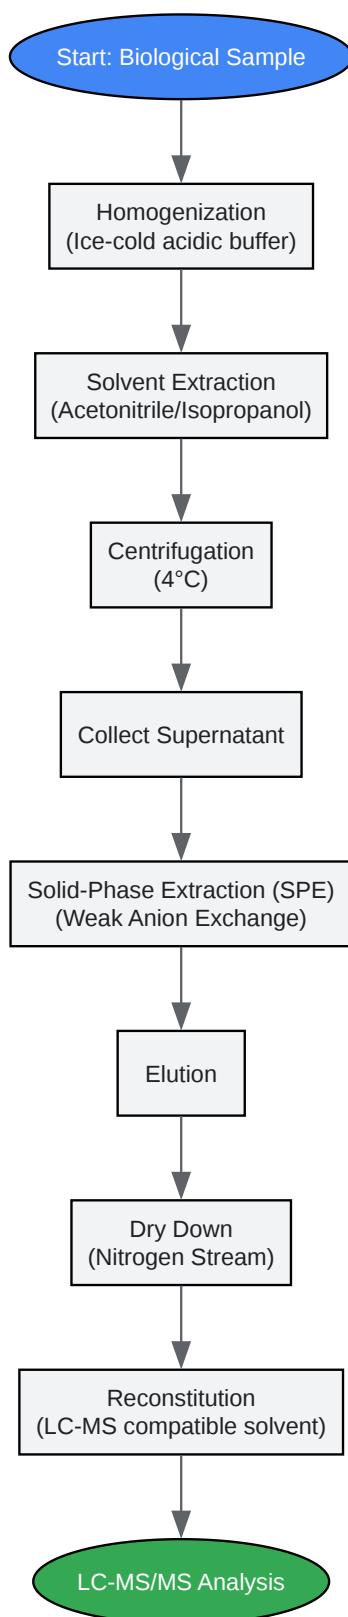 Start: Biological Sample
Homogenization
(Ice-cold acidic buffer)
Solvent Extraction
(Acetonitrile/Isopropanol)
Centrifugation
(4°C)
Collect Supernatant
Solid-Phase Extraction (SPE)
(Weak Anion Exchange)
Elution
Dry Down
(Nitrogen Stream)
Reconstitution
(LC-MS compatible solvent)
LC-MS/MS Analysis